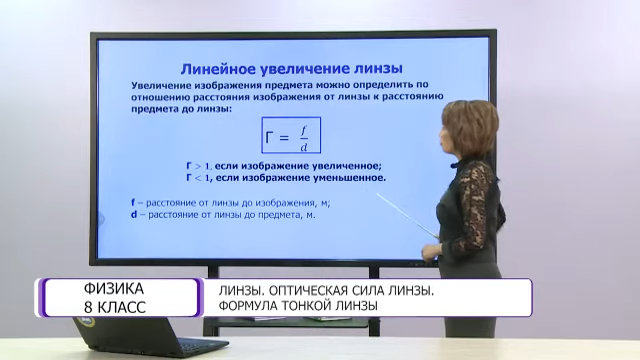 Линейное увеличение линзы
Увеличение изображения предмета можно определить по
отношению расстояния изображения от линзы к расстоянию
предмета до линзы:
Г = f/d
Г > 1, если изображение увеличенное;
Г < 1, если изображение уменьшенное.
f – расстояние от линзы до изображения, м;
d – расстояние от линзы до предмета, м.
ФИЗИКА
8 КЛАСС
ЛИНЗЫ. ОПТИЧЕСКАЯ СИЛА ЛИНЗЫ.
ФОРМУЛА ТОНКОЙ ЛИНЗЫ